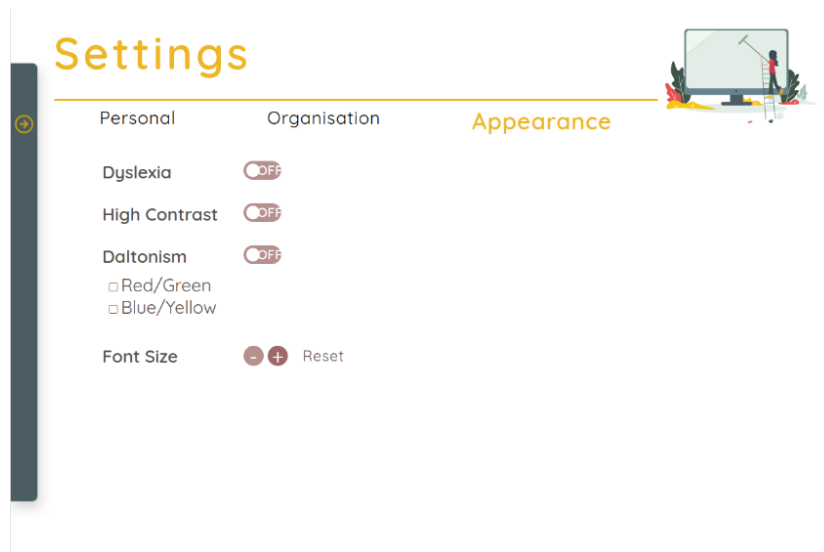 Settings
Personal Organisation Appearance
Dyslexia OFF
High Contrast OFF
Daltonism OFF
Red/Green
Blue/Yellow
Font Size - + Reset